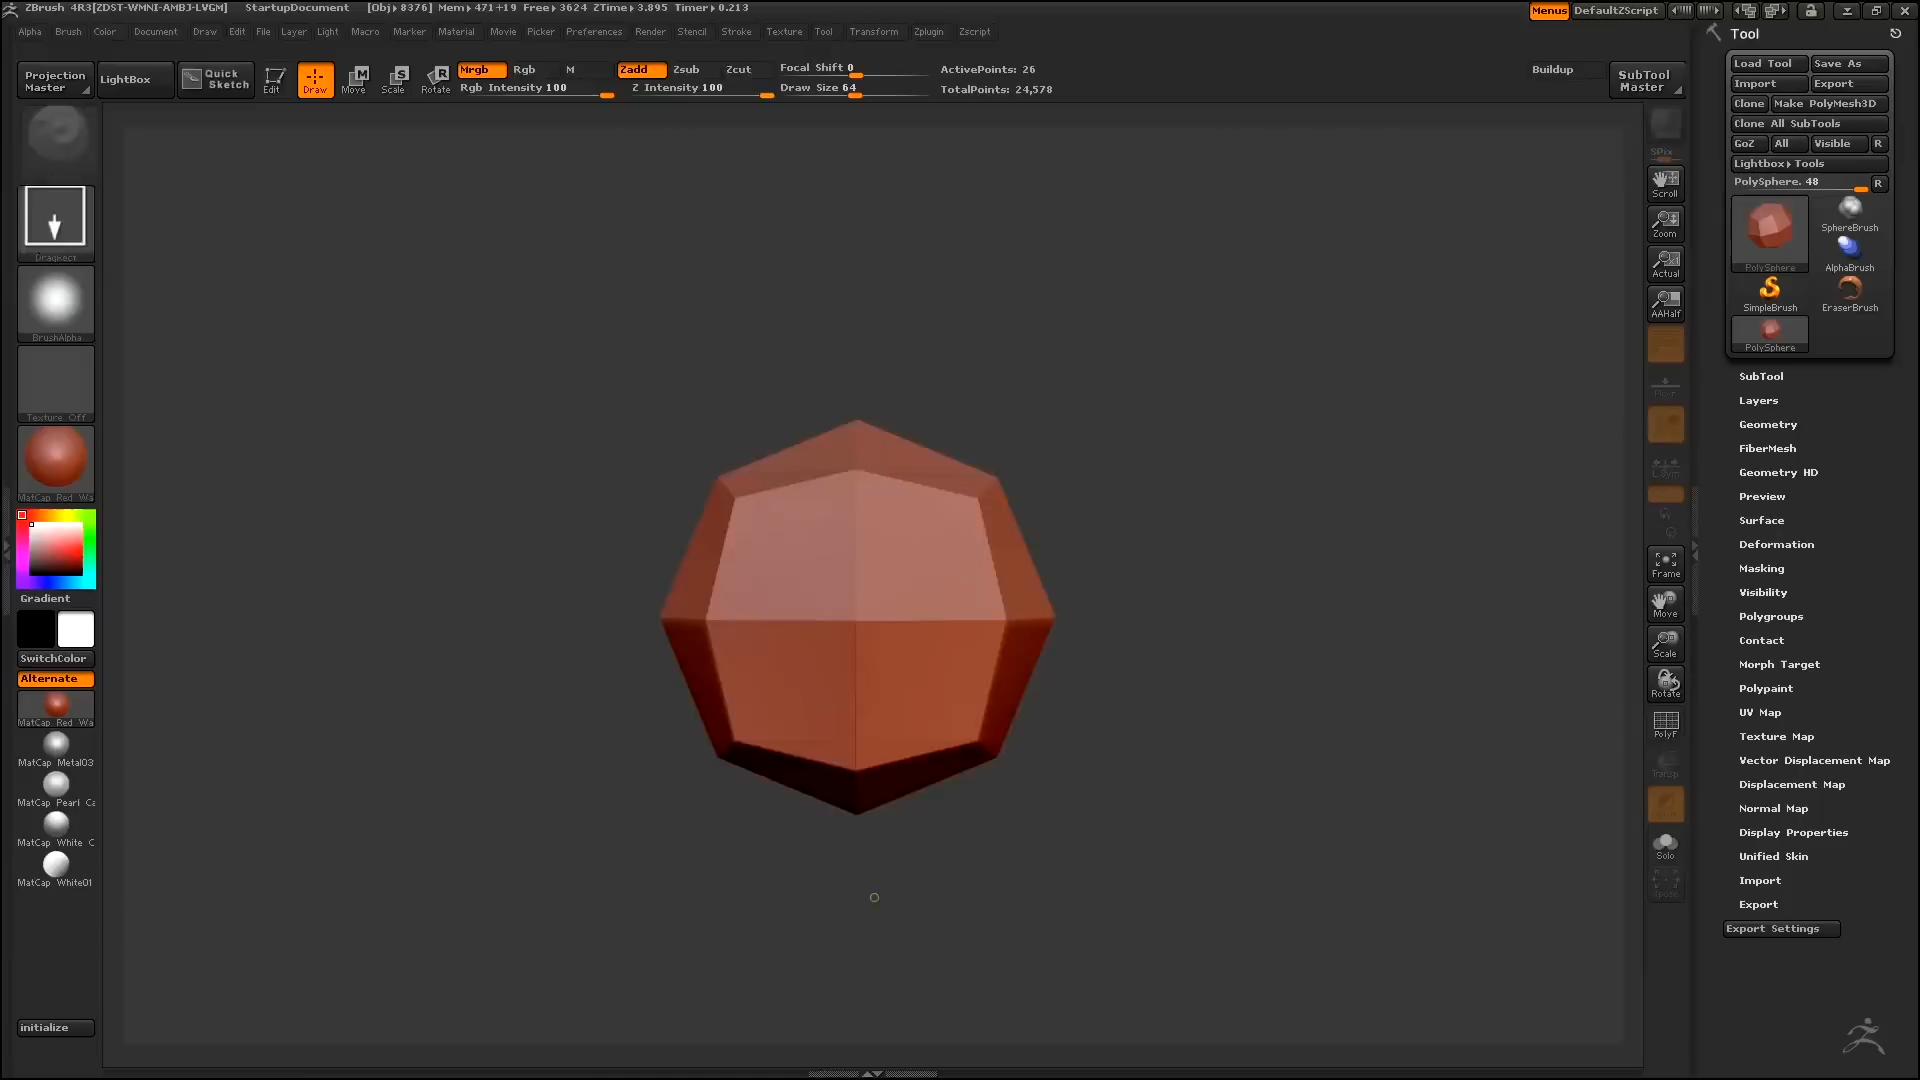 ZBrush 4R3[ZDST-WMNI-AMBJ-LVGM] StartupDocument [Obj▸8376] Mem▸471+19 Free▸3624 ZTime▸3.895 Timer▸0.213 Menus DefaultZScript
Alpha Brush Color Document Draw Edit File Layer Light Macro Marker Material Movie Picker Preferences Render Stencil Stroke Texture Tool Transform Zplugin Zscript
Projection Master
LightBox
Quick Sketch
Edit
Draw
Move
Scale
Rotate
Mrgb Rgb M
Rgb Intensity 100
Zadd Zsub Zcut
Z Intensity 100
Focal Shift 0
Draw Size 64
ActivePoints: 26
TotalPoints: 24,578
Buildup
SubTool Master
DragRect
BrushAlpha
Texture Off
MatCap Red Wa
Gradient
SwitchColor
Alternate
MatCap Red Wa
MatCap Metal03
MatCap Pearl Ca
MatCap White C
MatCap White01
initialize
SPix
Scroll
Zoom
Actual
AAHalf
Floor
L.Sym
Frame
Move
Scale
Rotate
PolyF
Transp
Solo
Xpose
Tool
Load Tool Save As
Import Export
Clone Make PolyMesh3D
Clone All SubTools
GoZ All Visible R
Lightbox▸Tools
PolySphere. 48 R
PolySphere
SphereBrush
AlphaBrush
SimpleBrush
EraserBrush
PolySphere
SubTool
Layers
Geometry
FiberMesh
Geometry HD
Preview
Surface
Deformation
Masking
Visibility
Polygroups
Contact
Morph Target
Polypaint
UV Map
Texture Map
Vector Displacement Map
Displacement Map
Normal Map
Display Properties
Unified Skin
Import
Export
Export Settings